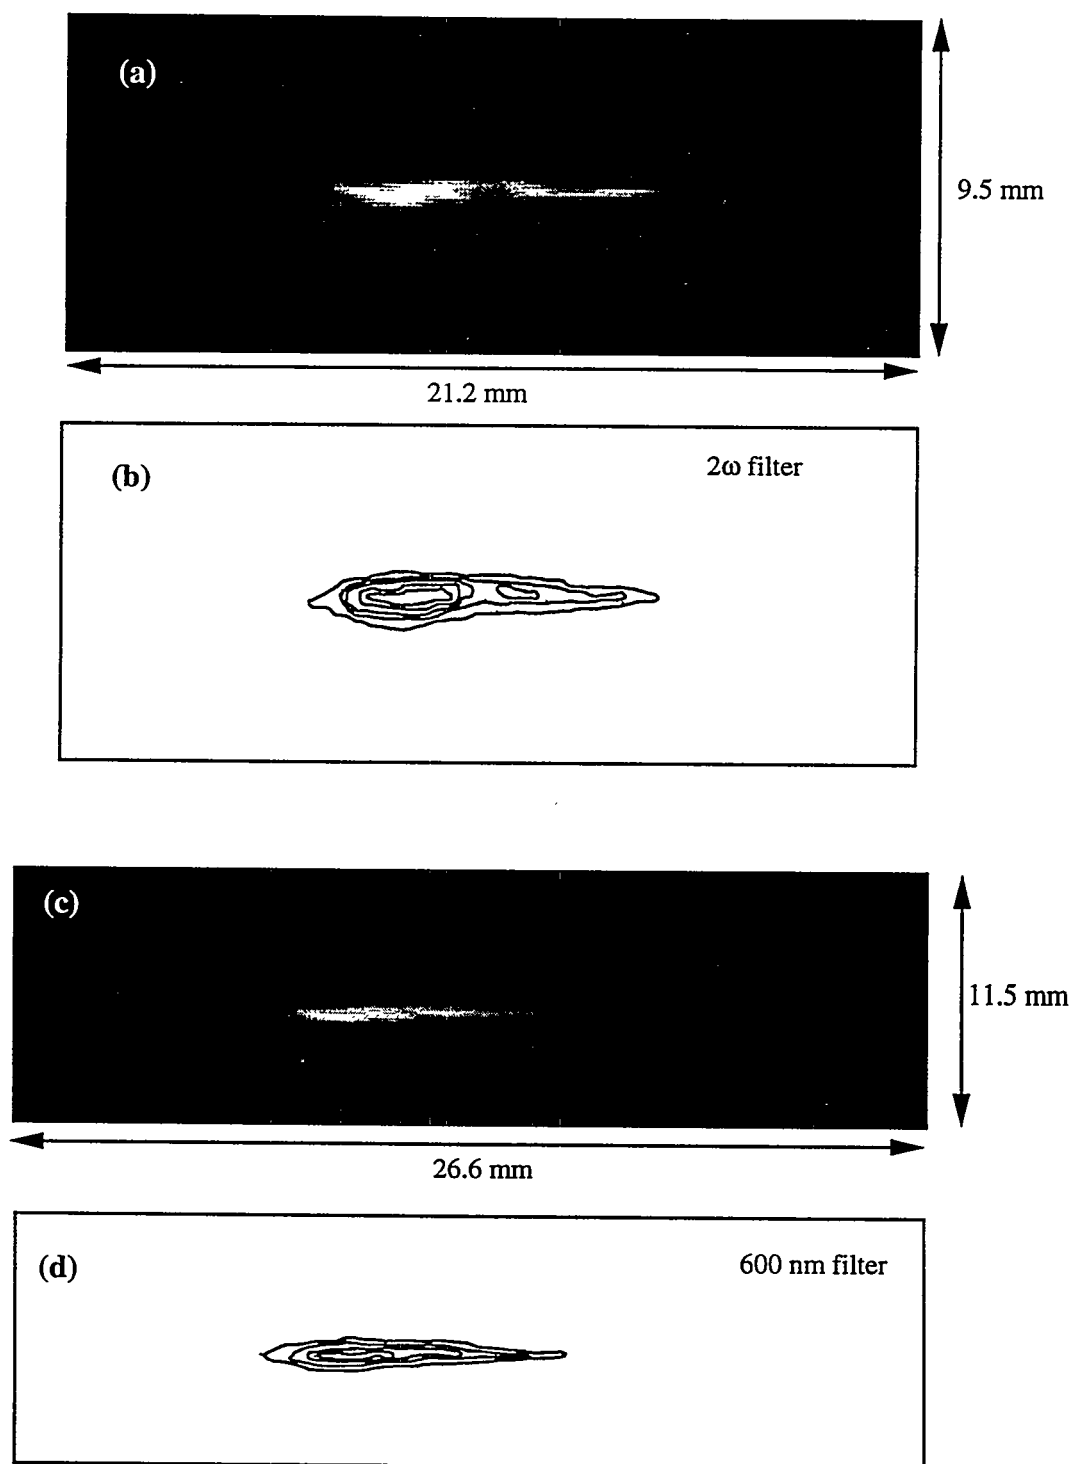 (a)
9.5 mm
21.2 mm
(b)
2ω filter
(c)
11.5 mm
26.6 mm
(d)
600 nm filter